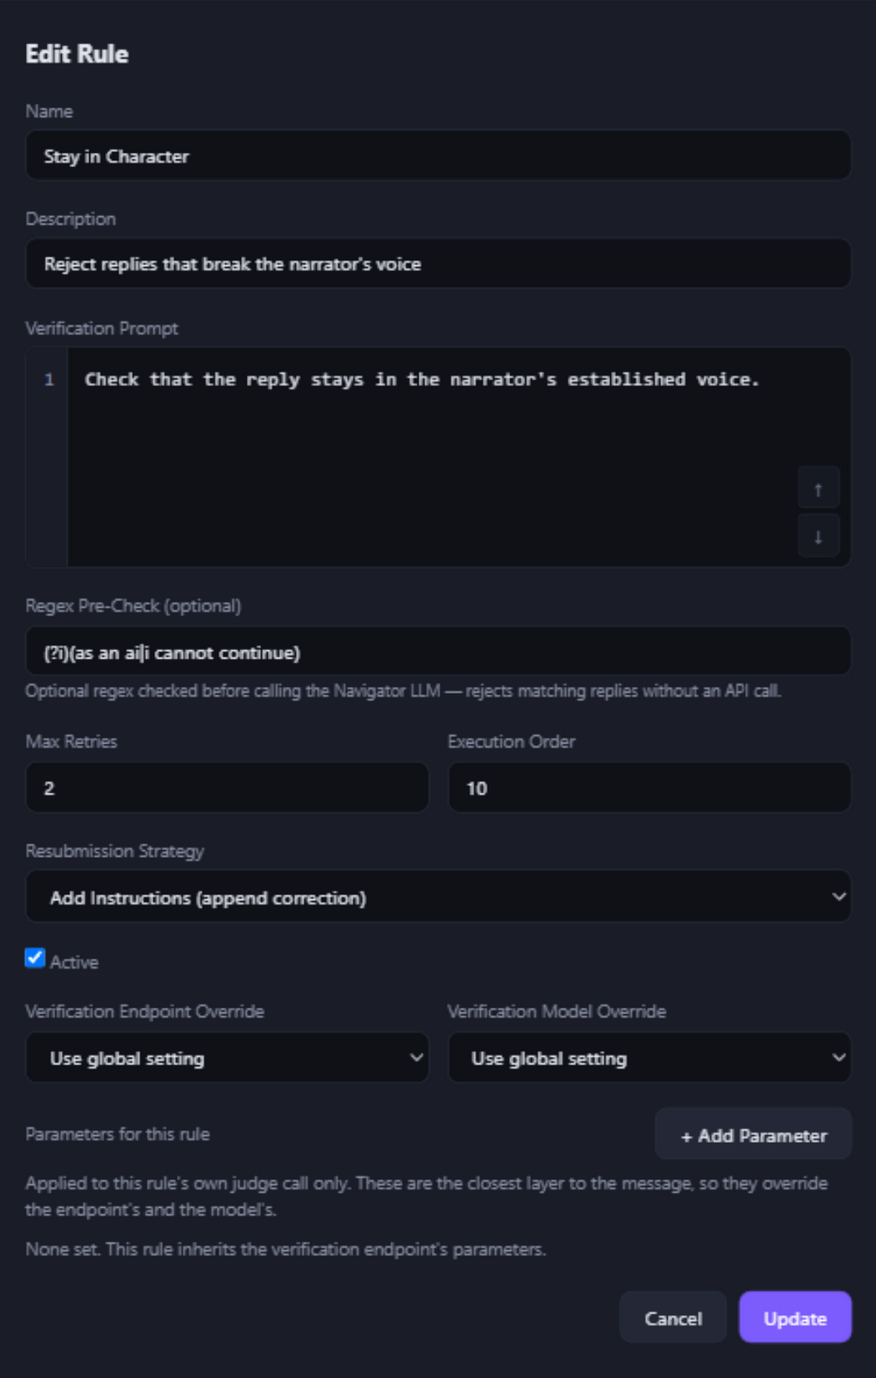 Edit Rule
Name
Stay in Character
Description
Reject replies that break the narrator's voice
Verification Prompt
1 Check that the reply stays in the narrator's established voice.
↑
↓
Regex Pre-Check (optional)
(?i)(as an ai|i cannot continue)
Optional regex checked before calling the Navigator LLM — rejects matching replies without an API call.
Max Retries Execution Order
2 10
Resubmission Strategy
Add Instructions (append correction)
Active
Verification Endpoint Override Verification Model Override
Use global setting Use global setting
Parameters for this rule + Add Parameter
Applied to this rule's own judge call only. These are the closest layer to the message, so they override
the endpoint's and the model's.
None set. This rule inherits the verification endpoint's parameters.
Cancel Update